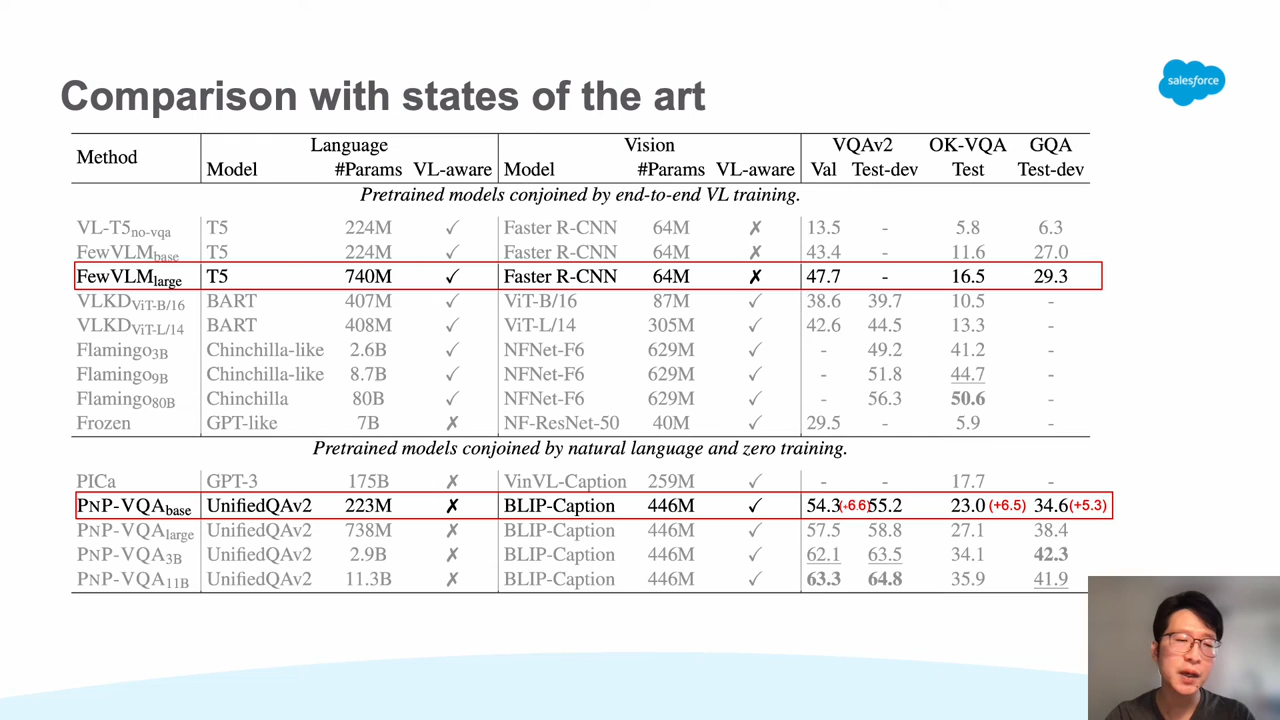 Comparison with states of the art
salesforce
Language Vision VQAv2 OK-VQA GQA
Method Model #Params VL-aware Model #Params VL-aware Val Test-dev Test Test-dev
Pretrained models conjoined by end-to-end VL training.
VL-T5no-vqa T5 224M ✓ Faster R-CNN 64M ✗ 13.5 - 5.8 6.3
FewVLMbase T5 224M ✓ Faster R-CNN 64M ✗ 43.4 - 11.6 27.0
FewVLMlarge T5 740M ✓ Faster R-CNN 64M ✗ 47.7 - 16.5 29.3
VLKDViT-B/16 BART 407M ✓ ViT-B/16 87M ✓ 38.6 39.7 10.5 -
VLKDViT-L/14 BART 408M ✓ ViT-L/14 305M ✓ 42.6 44.5 13.3 -
Flamingo3B Chinchilla-like 2.6B ✓ NFNet-F6 629M ✓ - 49.2 41.2 -
Flamingo9B Chinchilla-like 8.7B ✓ NFNet-F6 629M ✓ - 51.8 44.7 -
Flamingo80B Chinchilla 80B ✓ NFNet-F6 629M ✓ - 56.3 50.6 -
Frozen GPT-like 7B ✗ NF-ResNet-50 40M ✓ 29.5 - 5.9 -
Pretrained models conjoined by natural language and zero training.
PICa GPT-3 175B ✗ VinVL-Caption 259M ✓ - - 17.7 -
PNP-VQAbase UnifiedQAv2 223M ✗ BLIP-Caption 446M ✓ 54.3 (+6.6) 55.2 23.0 (+6.5) 34.6 (+5.3)
PNP-VQAlarge UnifiedQAv2 738M ✗ BLIP-Caption 446M ✓ 57.5 58.8 27.1 38.4
PNP-VQA3B UnifiedQAv2 2.9B ✗ BLIP-Caption 446M ✓ 62.1 63.5 34.1 42.3
PNP-VQA11B UnifiedQAv2 11.3B ✗ BLIP-Caption 446M ✓ 63.3 64.8 35.9 41.9